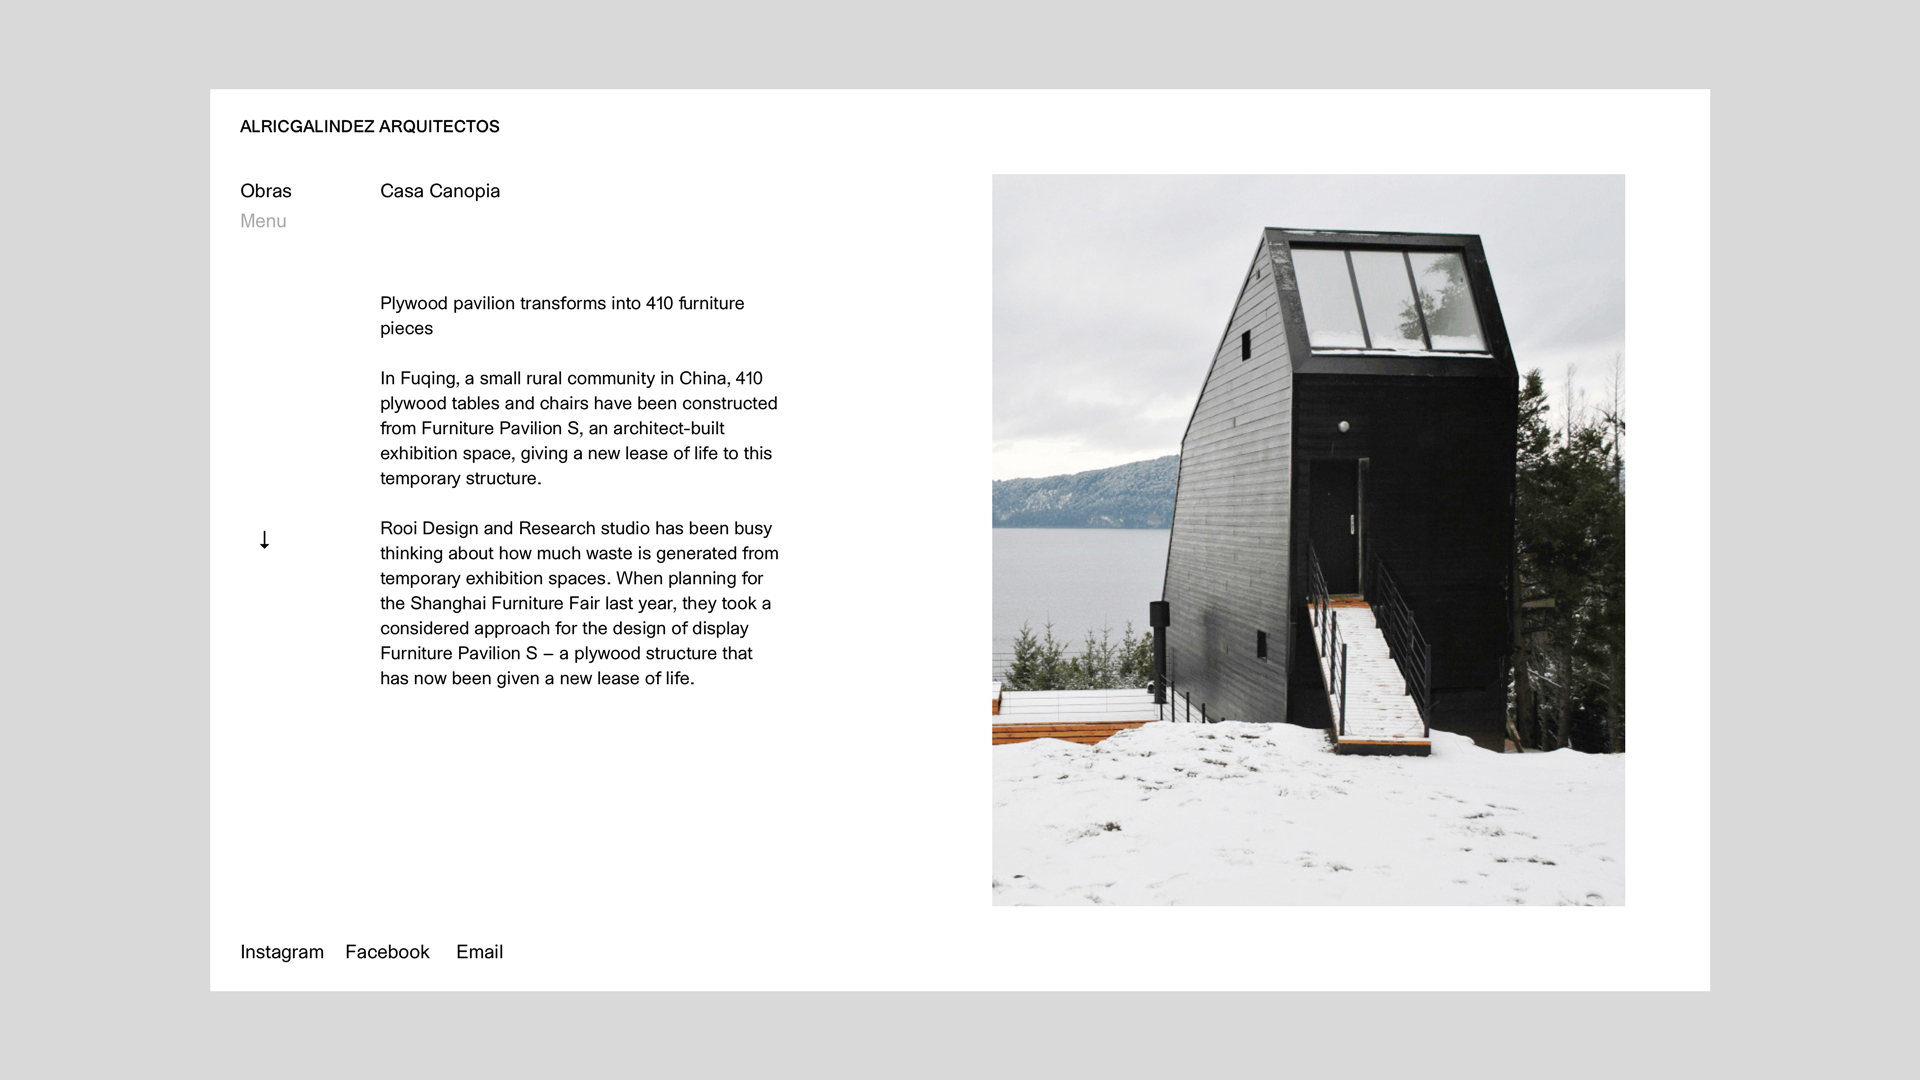 ALRICGALINDEZ ARQUITECTOS
Obras
Casa Canopia
Menu
Plywood pavilion transforms into 410 furniture
pieces
In Fuqing, a small rural community in China, 410
plywood tables and chairs have been constructed
from Furniture Pavilion S, an architect-built
exhibition space, giving a new lease of life to this
temporary structure.
Rooi Design and Research studio has been busy
thinking about how much waste is generated from
temporary exhibition spaces. When planning for
the Shanghai Furniture Fair last year, they took a
considered approach for the design of display
Furniture Pavilion S – a plywood structure that
has now been given a new lease of life.
Instagram Facebook Email